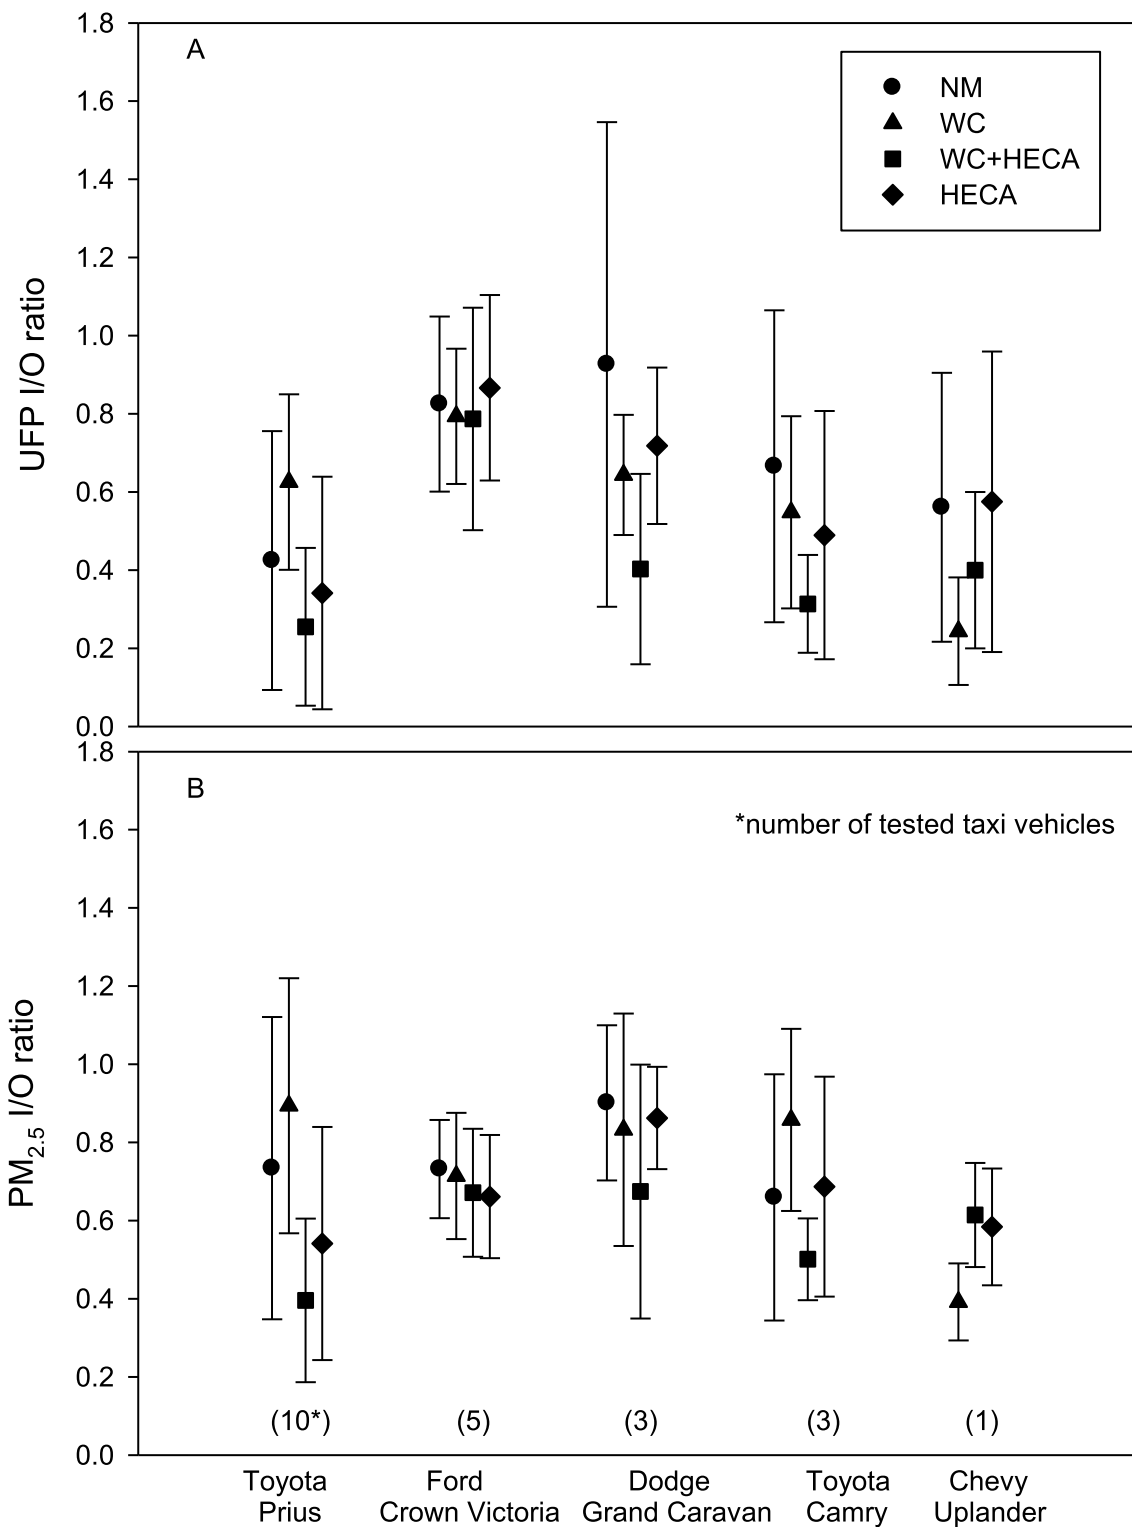 1.8
A
NM
1.6
WC
WC+HECA
1.4
HECA
1.2
1.0
UFP I/O ratio
0.8
0.6
0.4
0.2
0.0
1.8
B
*number of tested taxi vehicles
1.6
1.4
1.2
1.0
PM2.5 I/O ratio
0.8
0.6
0.4
0.2
(10*) (5) (3) (3) (1)
0.0
Toyota Ford Dodge Toyota Chevy
Prius Crown Victoria Grand Caravan Camry Uplander